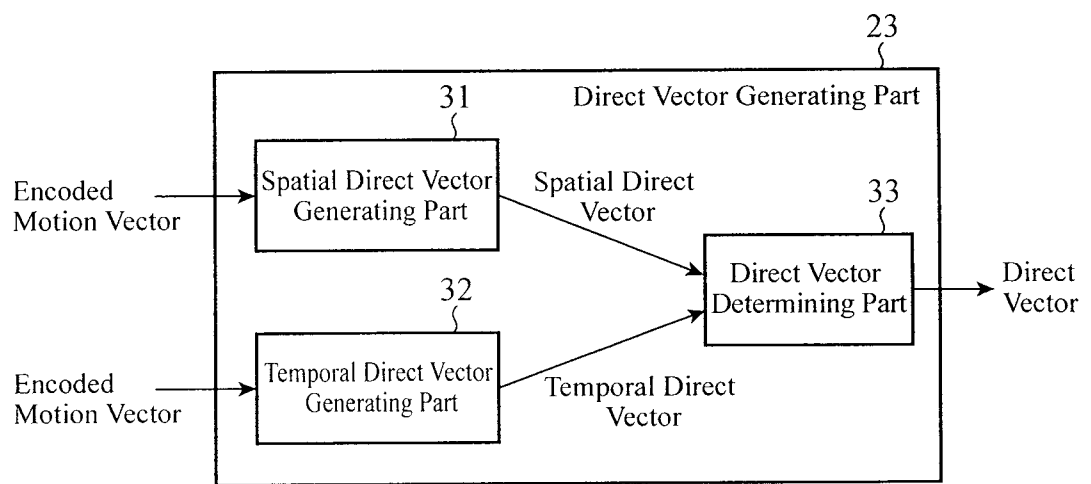 23
Direct Vector Generating Part
31
Spatial Direct Vector
Generating Part
Encoded
Motion Vector
Spatial Direct
Vector
33
Direct Vector
Determining Part
Direct
Vector
32
Temporal Direct Vector
Generating Part
Encoded
Motion Vector
Temporal Direct
Vector